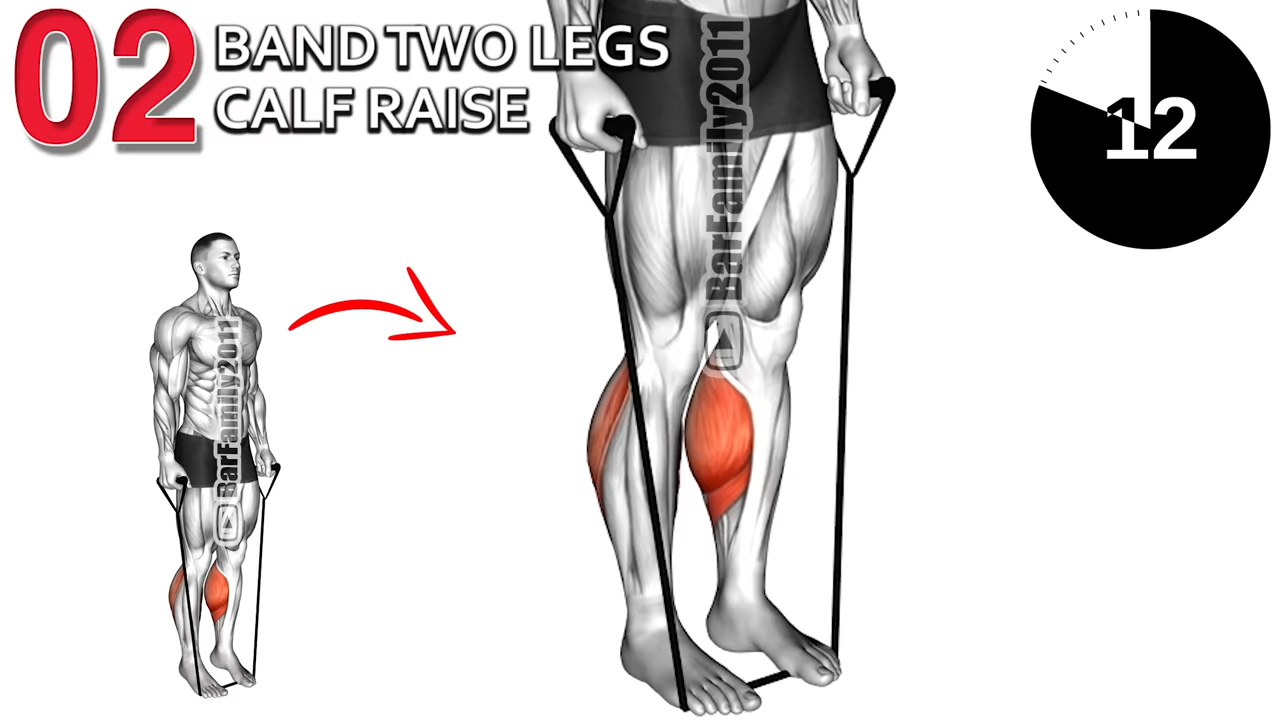 02 BAND TWO LEGS
CALF RAISE
12
BarFamily2011
BarFamily2011